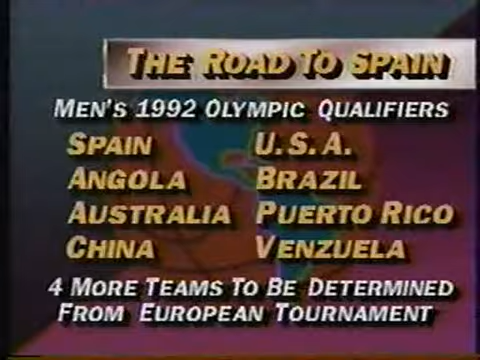 THE ROAD TO SPAIN
MEN'S 1992 OLYMPIC QUALIFIERS
SPAIN U.S.A.
ANGOLA BRAZIL
AUSTRALIA PUERTO RICO
CHINA VENZUELA
4 MORE TEAMS TO BE DETERMINED
FROM EUROPEAN TOURNAMENT